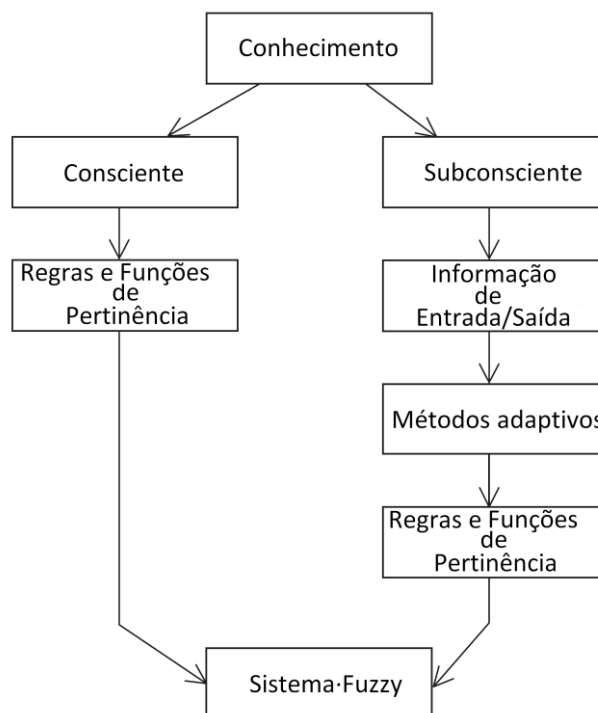 Conhecimento
Consciente
Subconsciente
Regras e Funções
de
Pertinência
Informação
de
Entrada/Saída
Métodos adaptivos
Regras e Funções
de
Pertinência
Sistema·Fuzzy